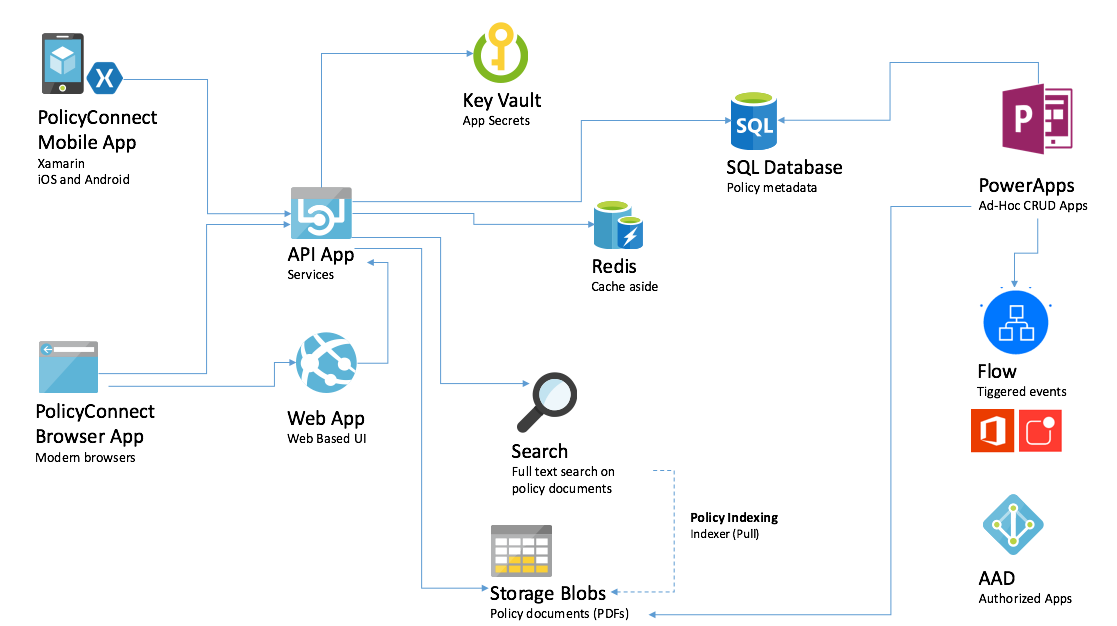 PolicyConnect
Mobile App
Xamarin
iOS and Android
X
Key Vault
App Secrets
SQL
SQL Database
Policy metadata
P
PowerApps
Ad-Hoc CRUD Apps
API App
Services
Redis
Cache aside
Flow
Tiggered events
PolicyConnect
Browser App
Modern browsers
Web App
Web Based UI
Search
Full text search on
policy documents
Policy Indexing
Indexer (Pull)
Storage Blobs
Policy documents (PDFs)
AAD
Authorized Apps